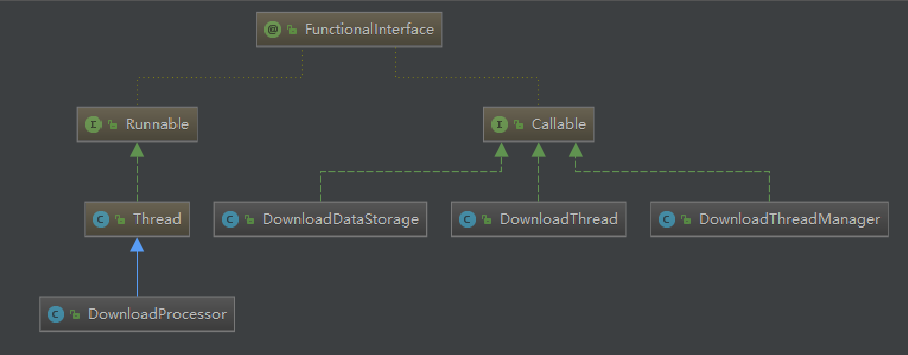 @ FunctionalInterface
I Runnable
I Callable
C Thread
C DownloadDataStorage
C DownloadThread
C DownloadThreadManager
C DownloadProcessor